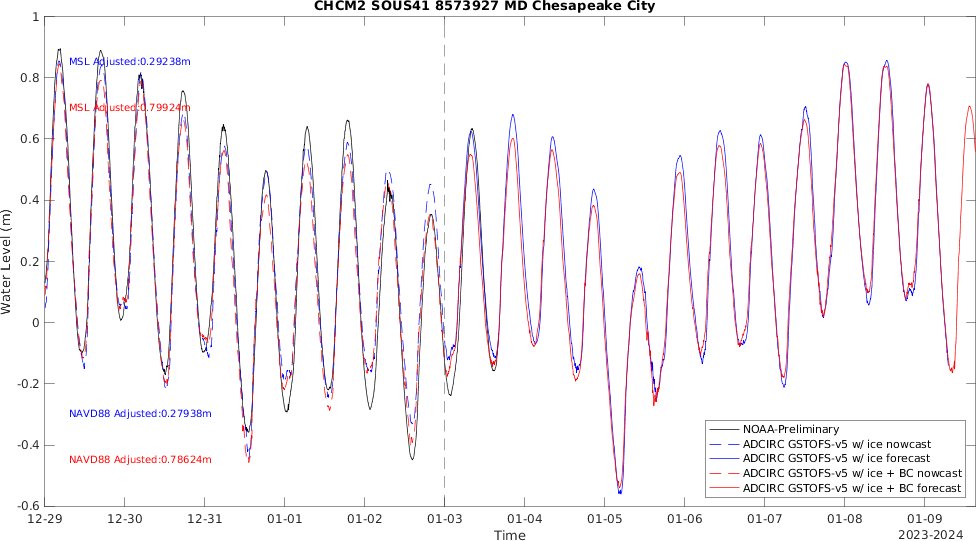 CHCM2 SOUS41 8573927 MD Chesapeake City
1
0.8
0.6
0.4
0.2
0
-0.2
-0.4
-0.6
Water Level (m)
MSL Adjusted:0.29238m
MSL Adjusted:0.79924m
NAVD88 Adjusted:0.27938m
NAVD88 Adjusted:0.78624m
NOAA-Preliminary
ADCIRC GSTOFS-v5 w/ ice nowcast
ADCIRC GSTOFS-v5 w/ ice forecast
ADCIRC GSTOFS-v5 w/ ice + BC nowcast
ADCIRC GSTOFS-v5 w/ ice + BC forecast
12-29 12-30 12-31 01-01 01-02 01-03 01-04 01-05 01-06 01-07 01-08 01-09
Time
2023-2024